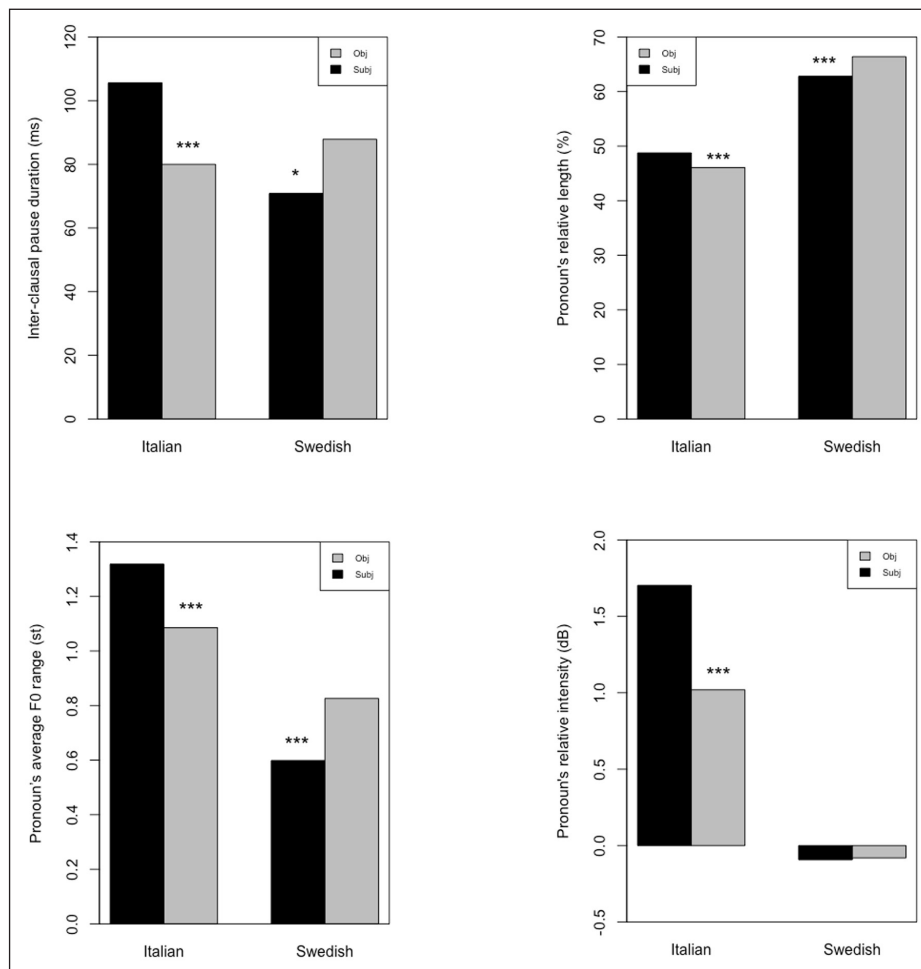 Inter-clausal pause duration (ms)
120
100
80
60
40
20
0
Obj
Subj
***
*
Italian
Swedish
Pronoun's relative length (%)
70
60
50
40
30
20
10
0
Obj
Subj
***
***
Italian
Swedish
Pronoun's average F0 range (st)
1.4
1.2
1.0
0.8
0.6
0.4
0.2
0.0
Obj
Subj
***
***
Italian
Swedish
Pronoun's relative intensity (dB)
2.0
1.5
1.0
0.5
0.0
-0.5
Obj
Subj
***
Italian
Swedish